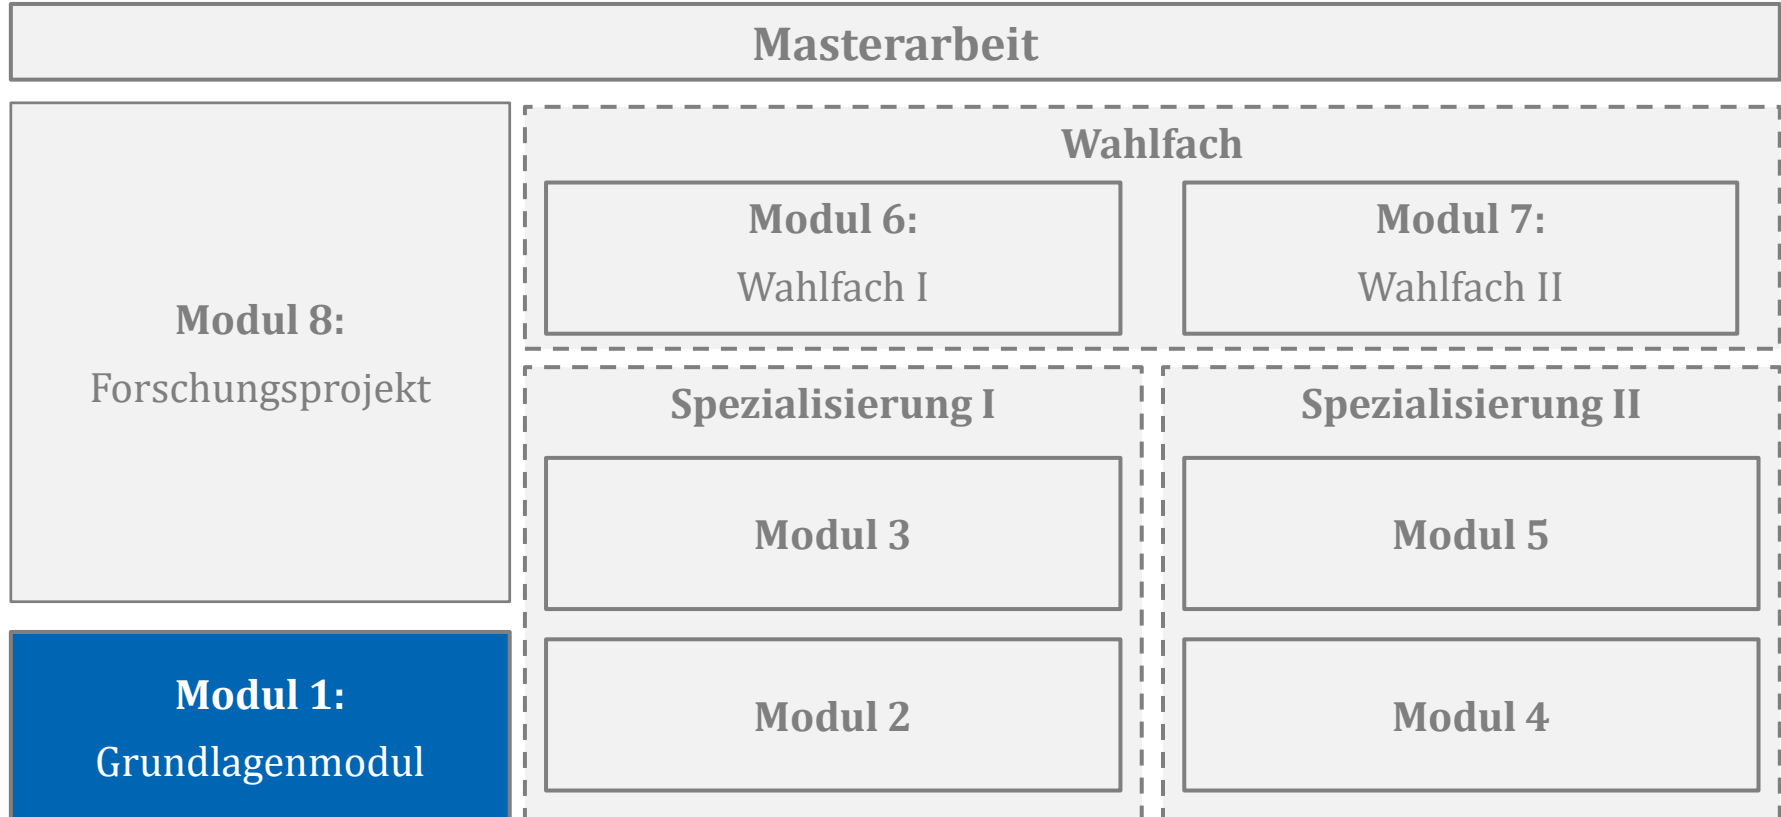 Masterarbeit
Modul 8:
Forschungsprojekt
Wahlfach
Modul 6:
Wahlfach I
Modul 7:
Wahlfach II
Spezialisierung I
Modul 3
Modul 2
Spezialisierung II
Modul 5
Modul 4
Modul 1:
Grundlagenmodul